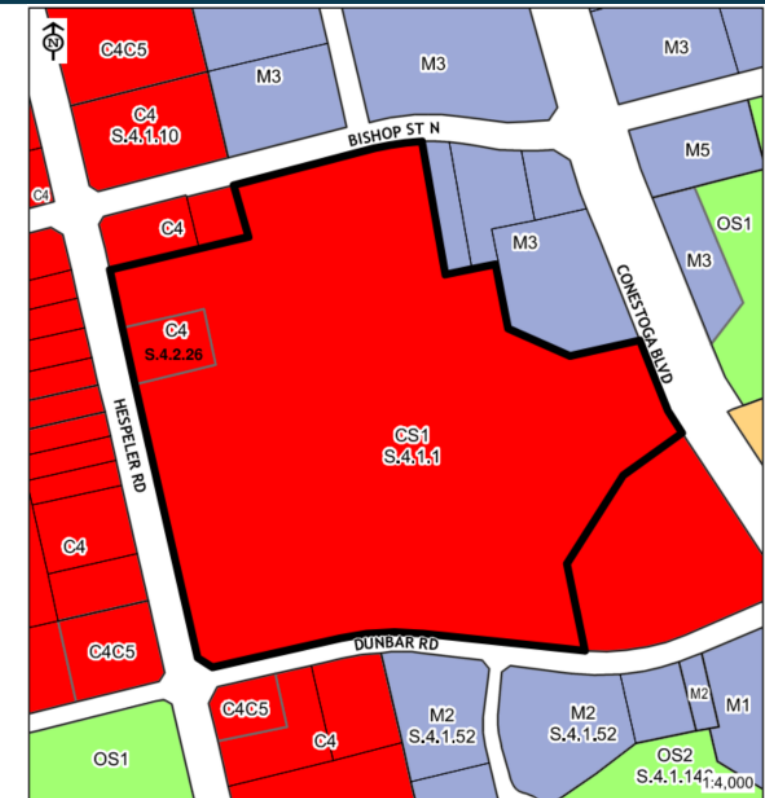 N
C4C5
M3
M3
M3
C4
S.4.1.10
BISHOP ST N
M5
C4
C4
OS1
M3
M3
CONESTOGA BLVD
C4
S.4.2.26
HESPELER RD
CS1
S.4.1.1
C4
DUNBAR RD
C4C5
C4C5
C4
M2
S.4.1.52
M2
S.4.1.52
M2
M1
OS1
OS2
1:4,000